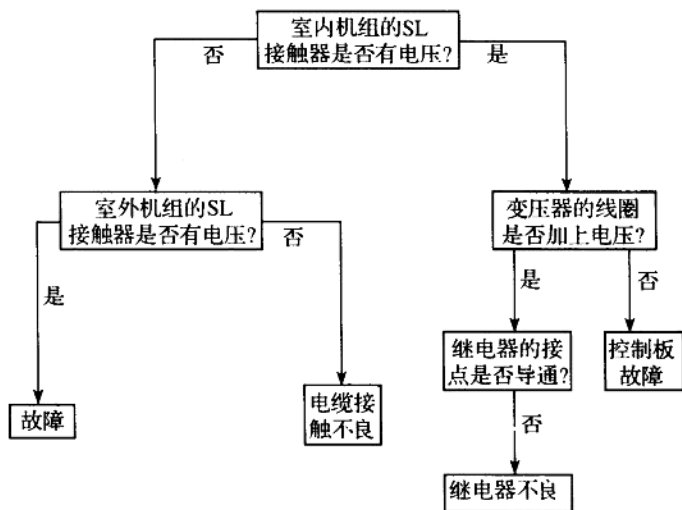 室内机组的SL
接触器是否有电压?
否
是
室外机组的SL
接触器是否有电压?
变压器的线圈
是否加上电压?
是
否
是
否
继电器的接
点是否导通?
控制板
故障
故障
电缆接
触不良
否
继电器不良